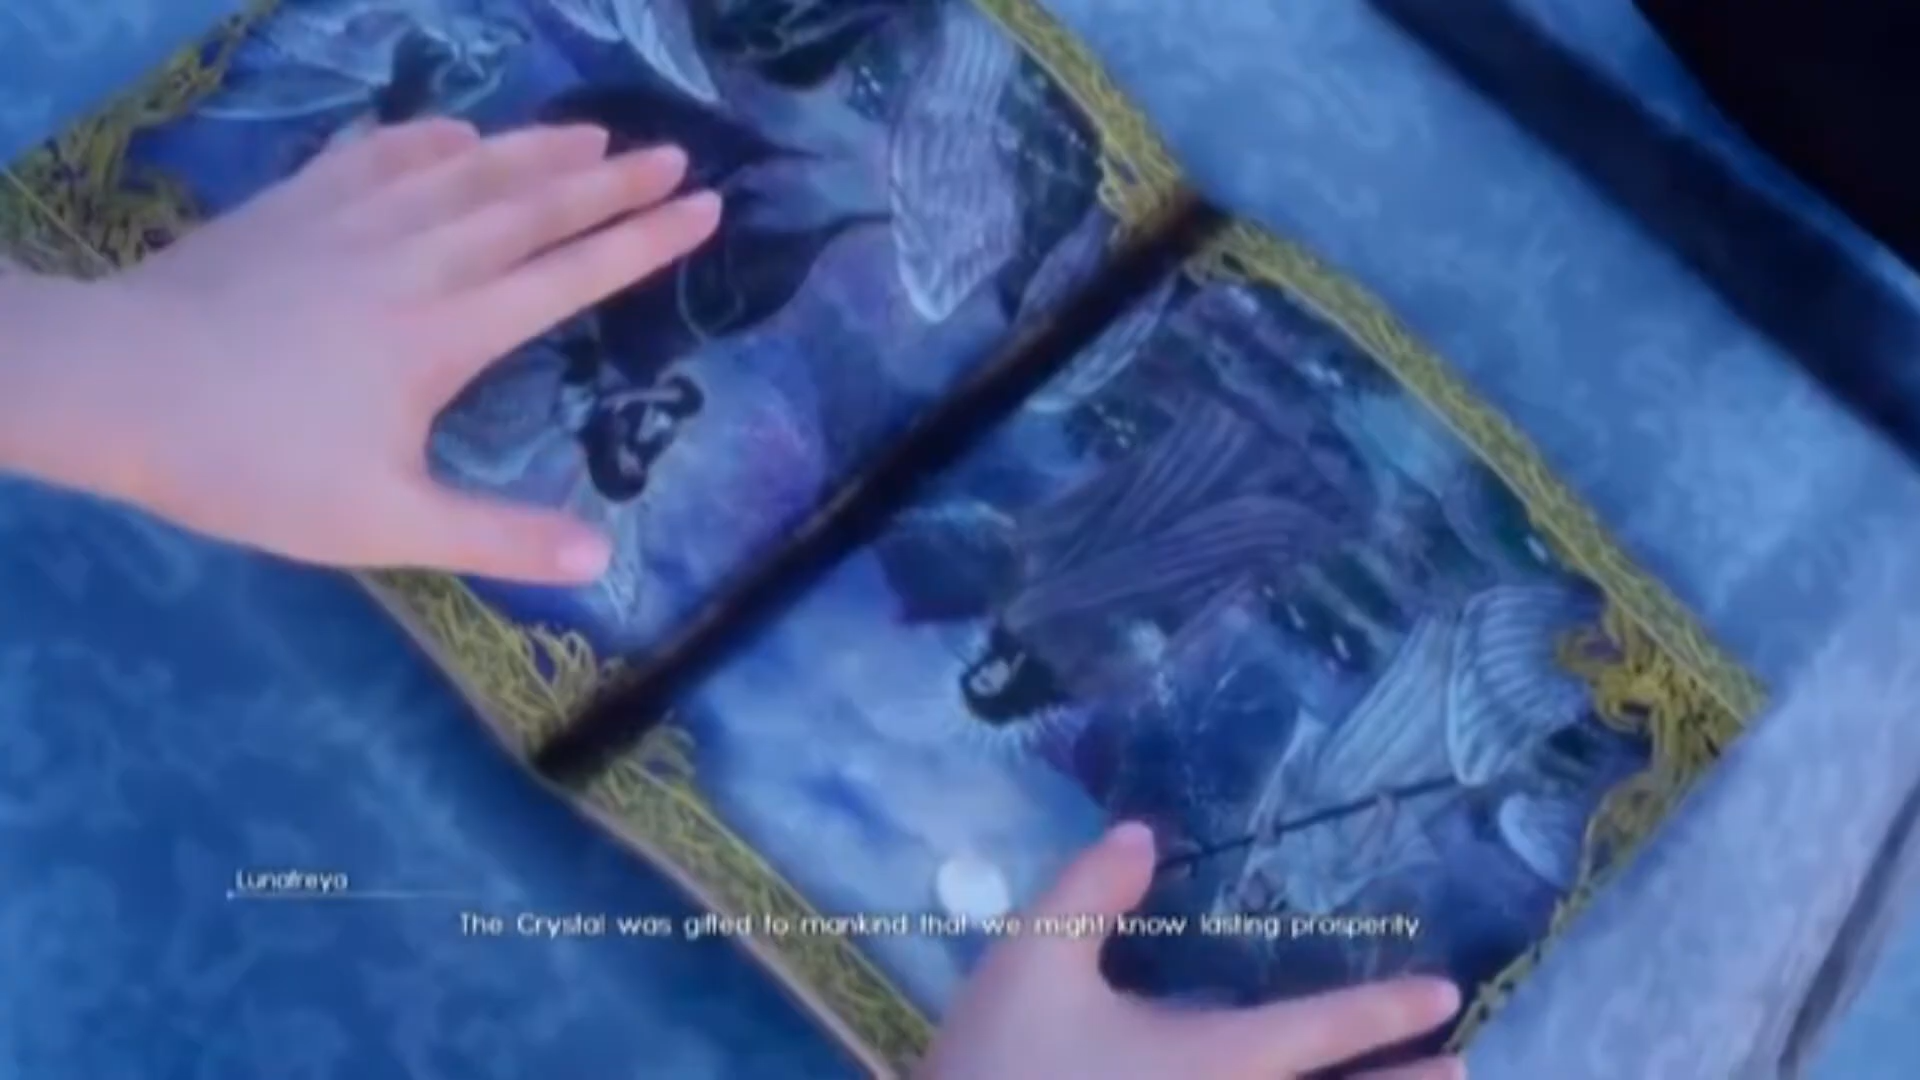 Lunafreya
The Crystal was gifted to mankind that we might know lasting prosperity